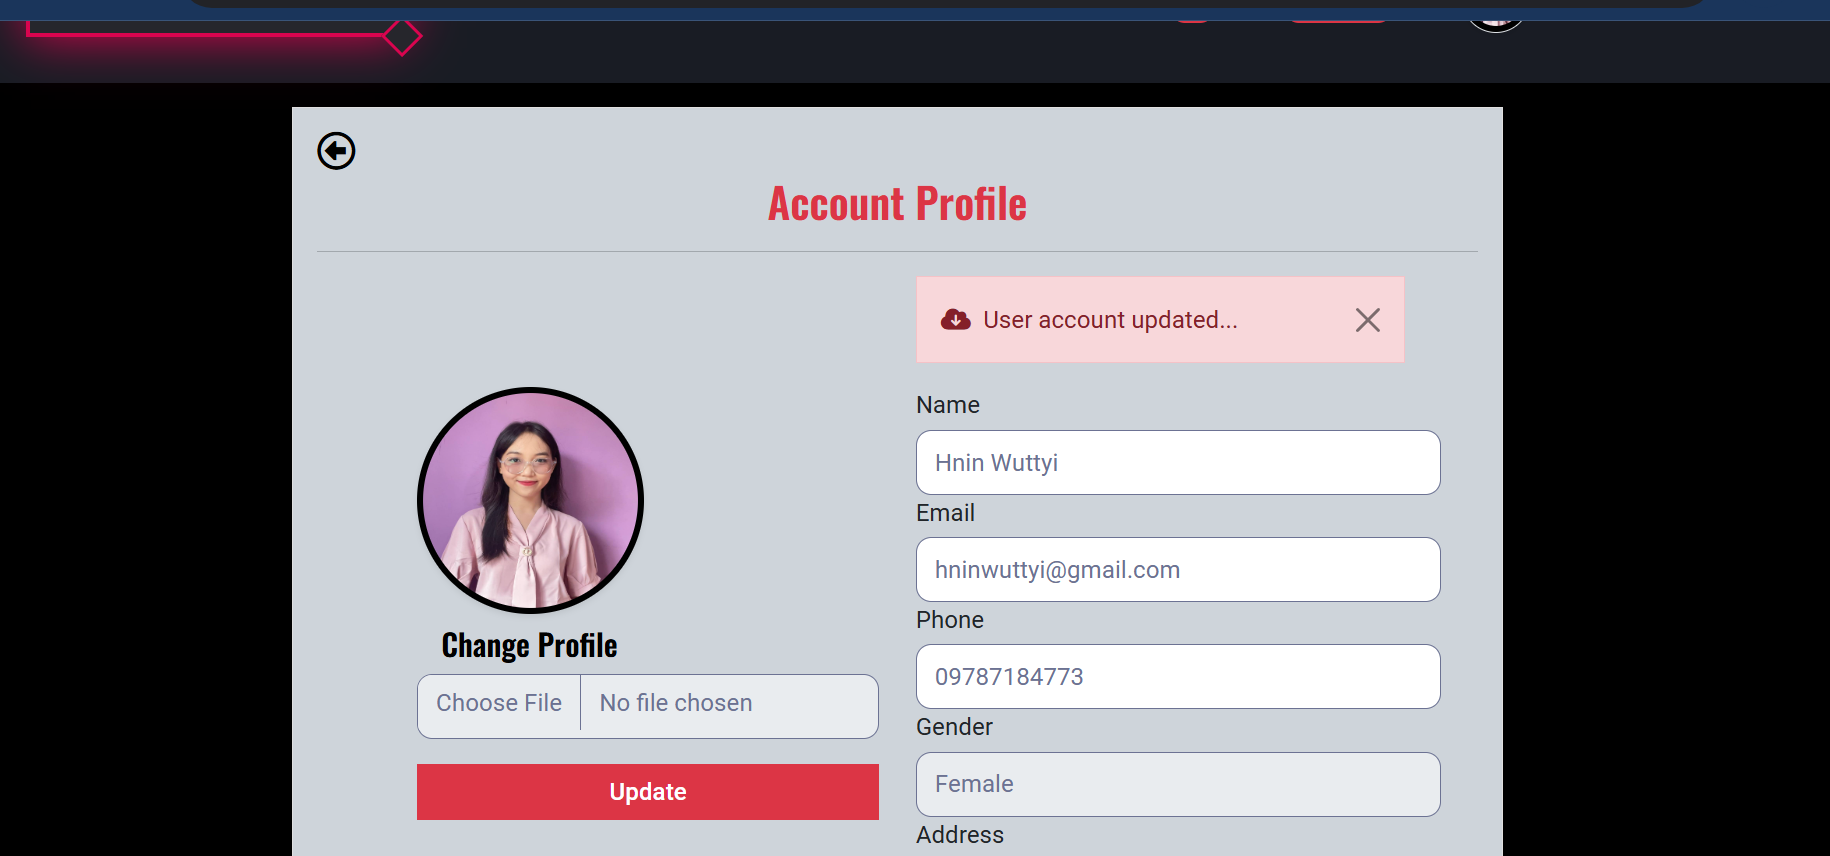 Account Profile
User account updated...
Name
Hnin Wuttyi
Email
hninwuttyi@gmail.com
Phone
09787184773
Gender
Female
Address
Change Profile
Choose File No file chosen
Update